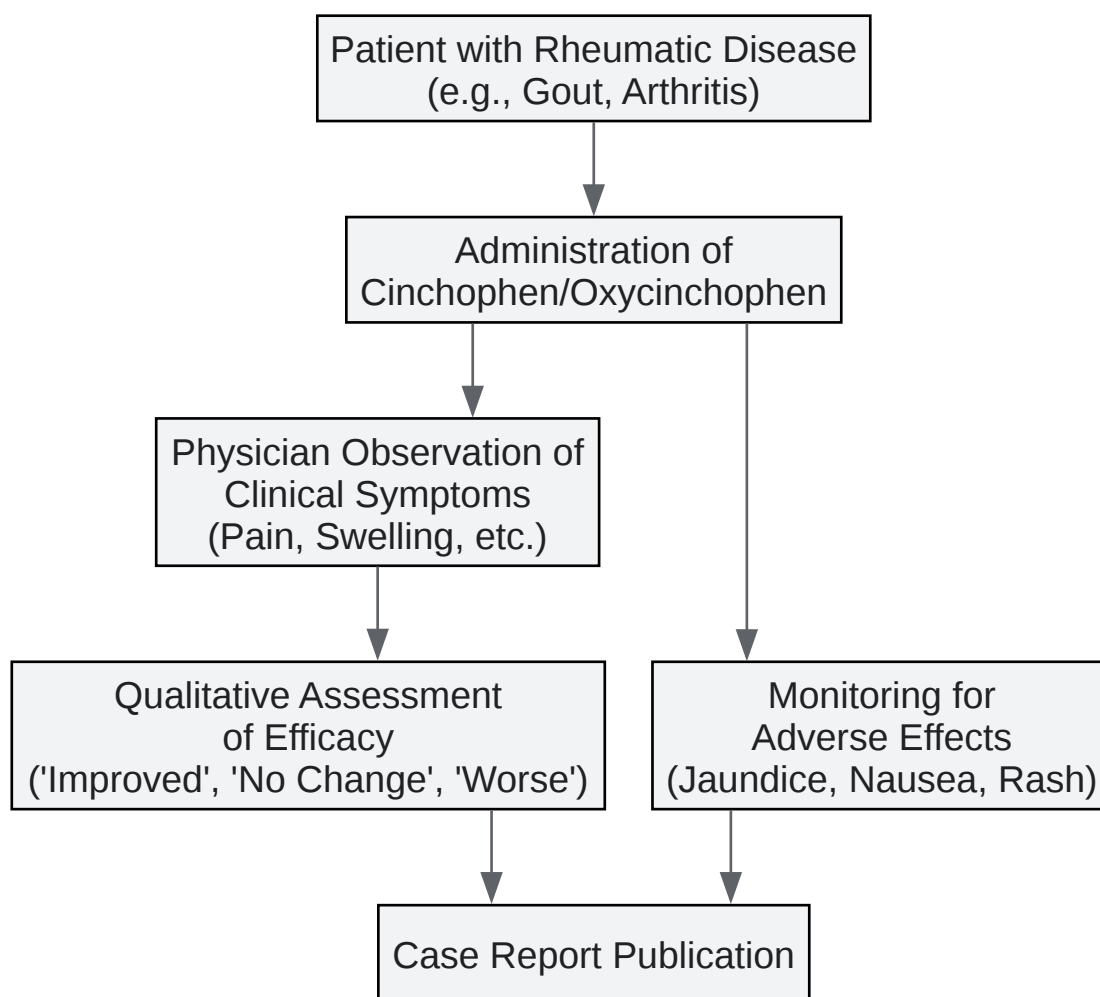 Patient with Rheumatic Disease
(e.g., Gout, Arthritis)
Administration of
Cinchophen/Oxycinchophen
Physician Observation of
Clinical Symptoms
(Pain, Swelling, etc.)
Qualitative Assessment
of Efficacy
('Improved', 'No Change', 'Worse')
Monitoring for
Adverse Effects
(Jaundice, Nausea, Rash)
Case Report Publication